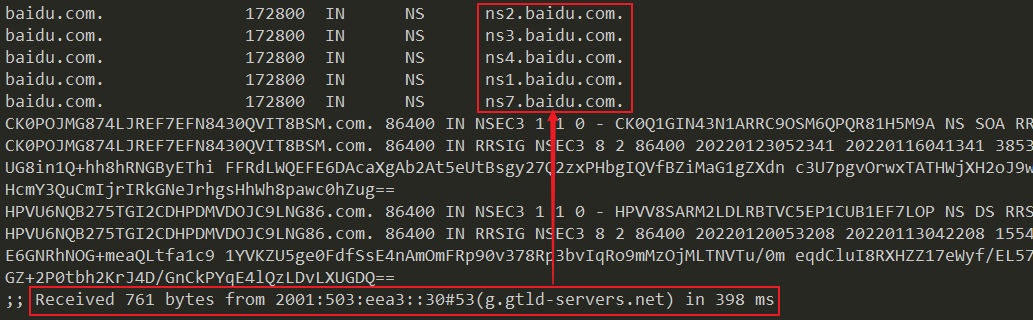 baidu.com. 172800 IN NS ns2.baidu.com.
baidu.com. 172800 IN NS ns3.baidu.com.
baidu.com. 172800 IN NS ns4.baidu.com.
baidu.com. 172800 IN NS ns1.baidu.com.
baidu.com. 172800 IN NS ns7.baidu.com.
CK0POJMG874LJREF7EFN8430QVIT8BSM.com. 86400 IN NSEC3 1 1 0 - CK0Q1GIN43N1ARRC9OSM6QPQR81H5M9A NS SOA RR
CK0POJMG874LJREF7EFN8430QVIT8BSM.com. 86400 IN RRSIG NSEC3 8 2 86400 20220123052341 20220116041341 3853
UG8in1Q+hh8hRNGByEThi FFRdLWQEFE6DAcaXgAb2At5eUtBsgy27Q2zxPHbgIQVfBZiMaG1gZXdn c3U7pgvOrwxTATHWjXH2oJ9w
HcmY3QuCmIjrIRkGNeJrhgsHhWh8pawc0hZug==
HPVU6NQB275TGI2CDHPDMVDOJC9LNG86.com. 86400 IN NSEC3 1 1 0 - HPVV8SARM2LDLRBTVC5EP1CUB1EF7LOP NS DS RRS
HPVU6NQB275TGI2CDHPDMVDOJC9LNG86.com. 86400 IN RRSIG NSEC3 8 2 86400 20220120053208 20220113042208 1554
E6GNRhNOG+meaQLtfa1c9 1YVKZU5ge0FdfSsE4nAmOmFRp90v378Rp3bvIqRo9mMzOjMLTNVTu/0m eqdCluI8RXHZZ17eWyf/EL57
GZ+2P0tbh2KrJ4D/GnCkPYqE4lQzLDvLXUGDQ==
;; Received 761 bytes from 2001:503:eea3::30#53(g.gtld-servers.net) in 398 ms